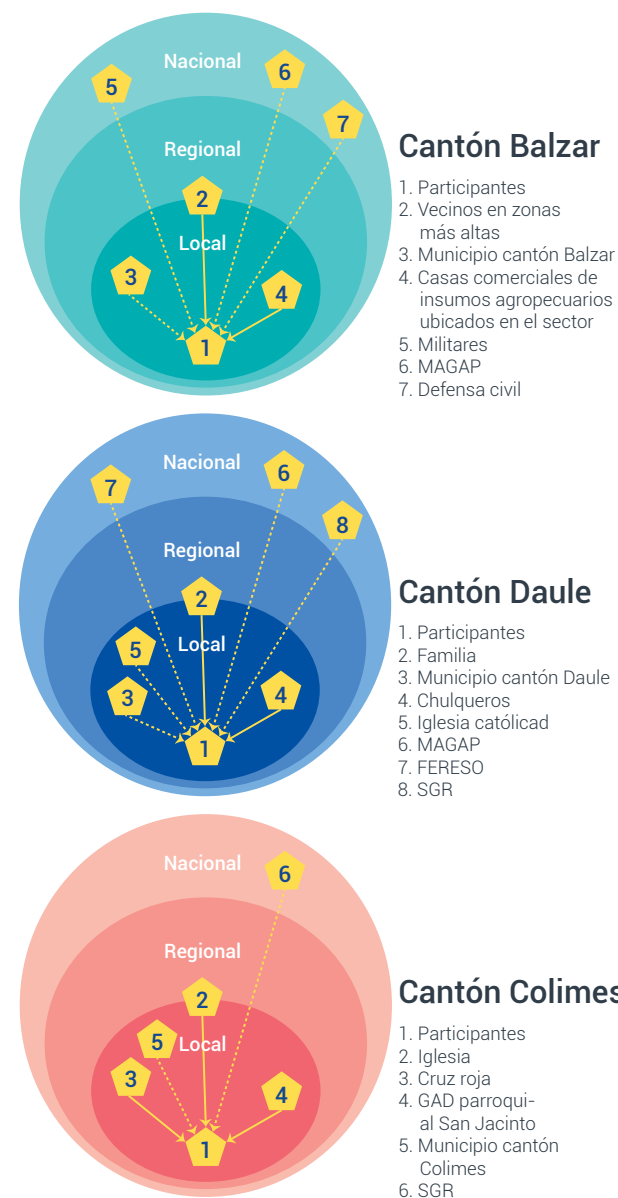 Nacional
5
6
7
Regional
2
Local
3
4
1
Cantón Balzar
1. Participantes
2. Vecinos en zonas
más altas
3. Municipio cantón Balzar
4. Casas comerciales de
insumos agropecuarios
ubicados en el sector
5. Militares
6. MAGAP
7. Defensa civil
Nacional
7
6
8
Regional
2
Local
5
3
4
1
Cantón Daule
1. Participantes
2. Familia
3. Municipio cantón Daule
4. Chulqueros
5. Iglesia católicad
6. MAGAP
7. FERESO
8. SGR
Nacional
6
Regional
2
Local
5
3
4
1
Cantón Colimes
1. Participantes
2. Iglesia
3. Cruz roja
4. GAD parroqui-
al San Jacinto
5. Municipio cantón
Colimes
6. SGR